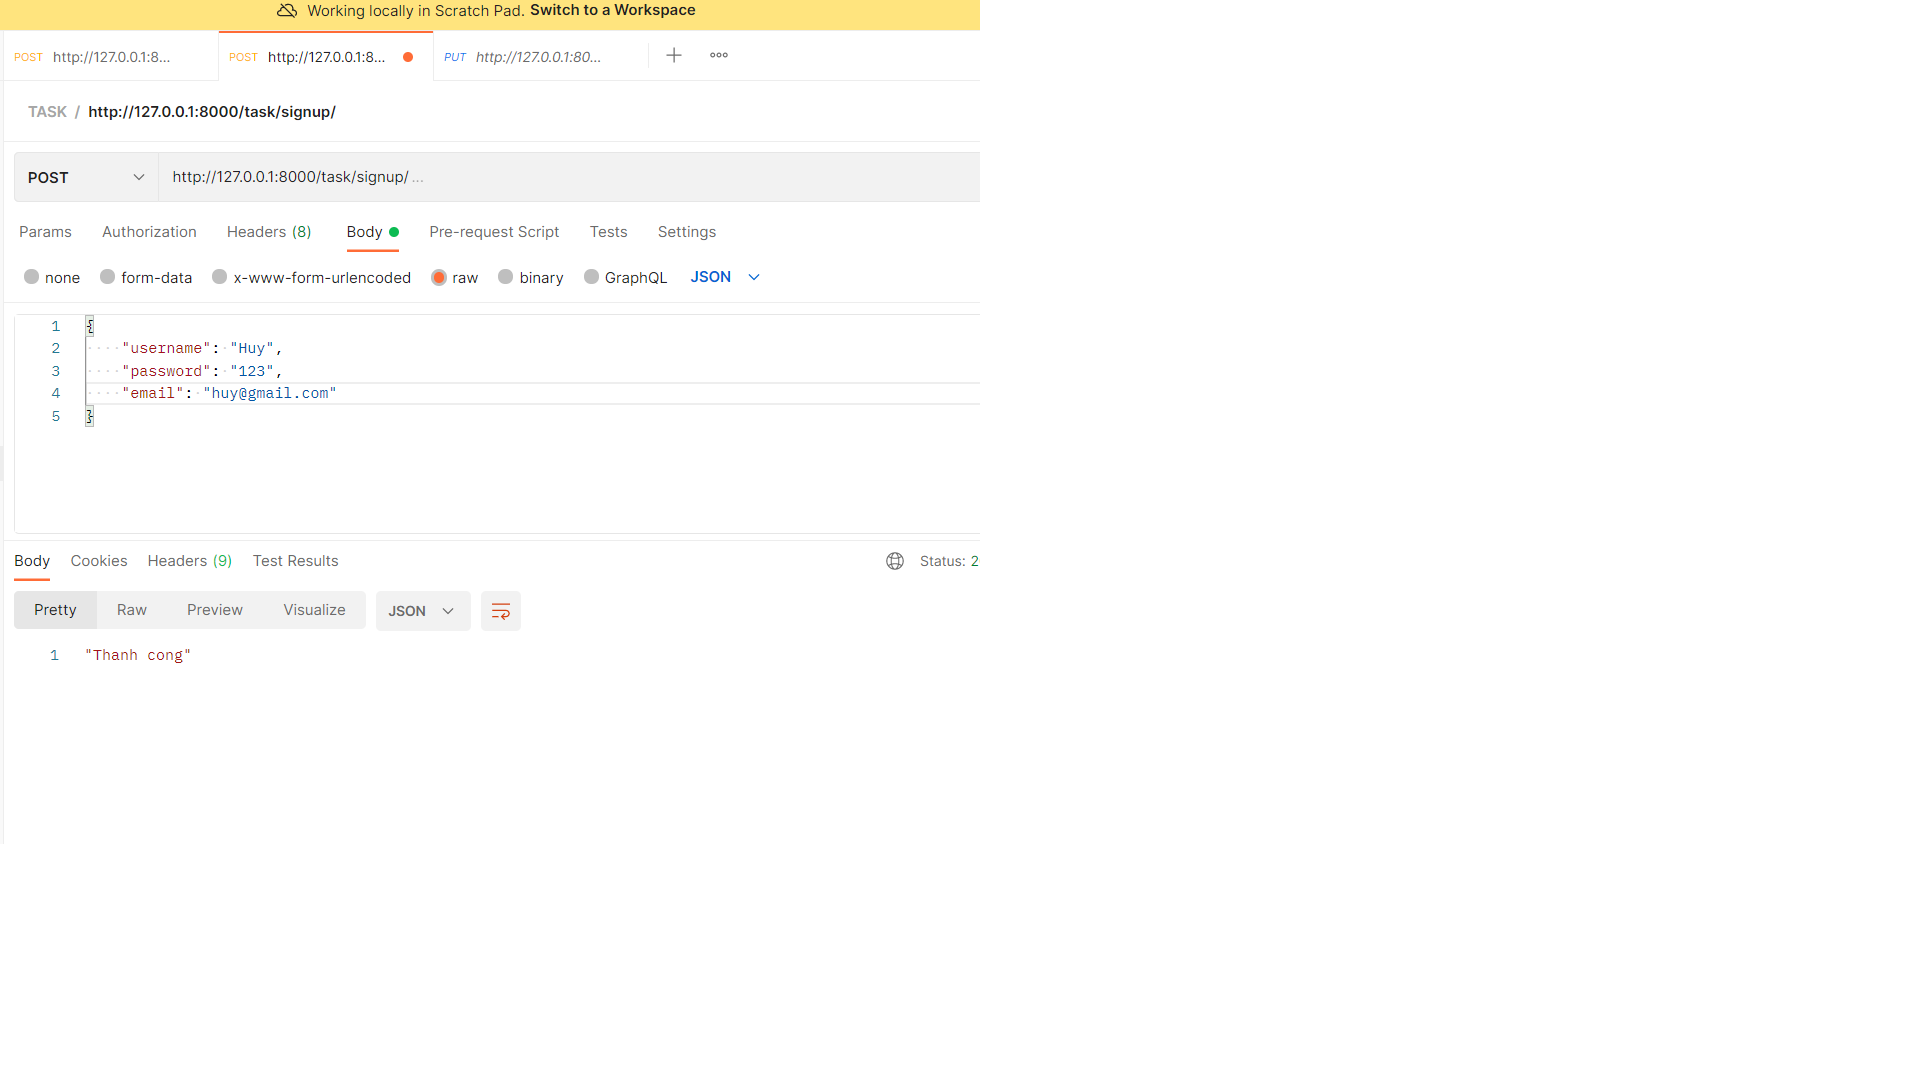 Working locally in Scratch Pad. Switch to a Workspace
POST http://127.0.0.1:8... POST http://127.0.0.1:8... PUT http://127.0.0.1:80...
TASK / http://127.0.0.1:8000/task/signup/
POST http://127.0.0.1:8000/task/signup/ ...
Params Authorization Headers (8) Body Pre-request Script Tests Settings
none form-data x-www-form-urlencoded raw binary GraphQL JSON
1 {
2 "username": "Huy",
3 "password": "123",
4 "email": "huy@gmail.com"
5 }
Body Cookies Headers (9) Test Results Status: 2
Pretty Raw Preview Visualize JSON
1 "Thanh cong"